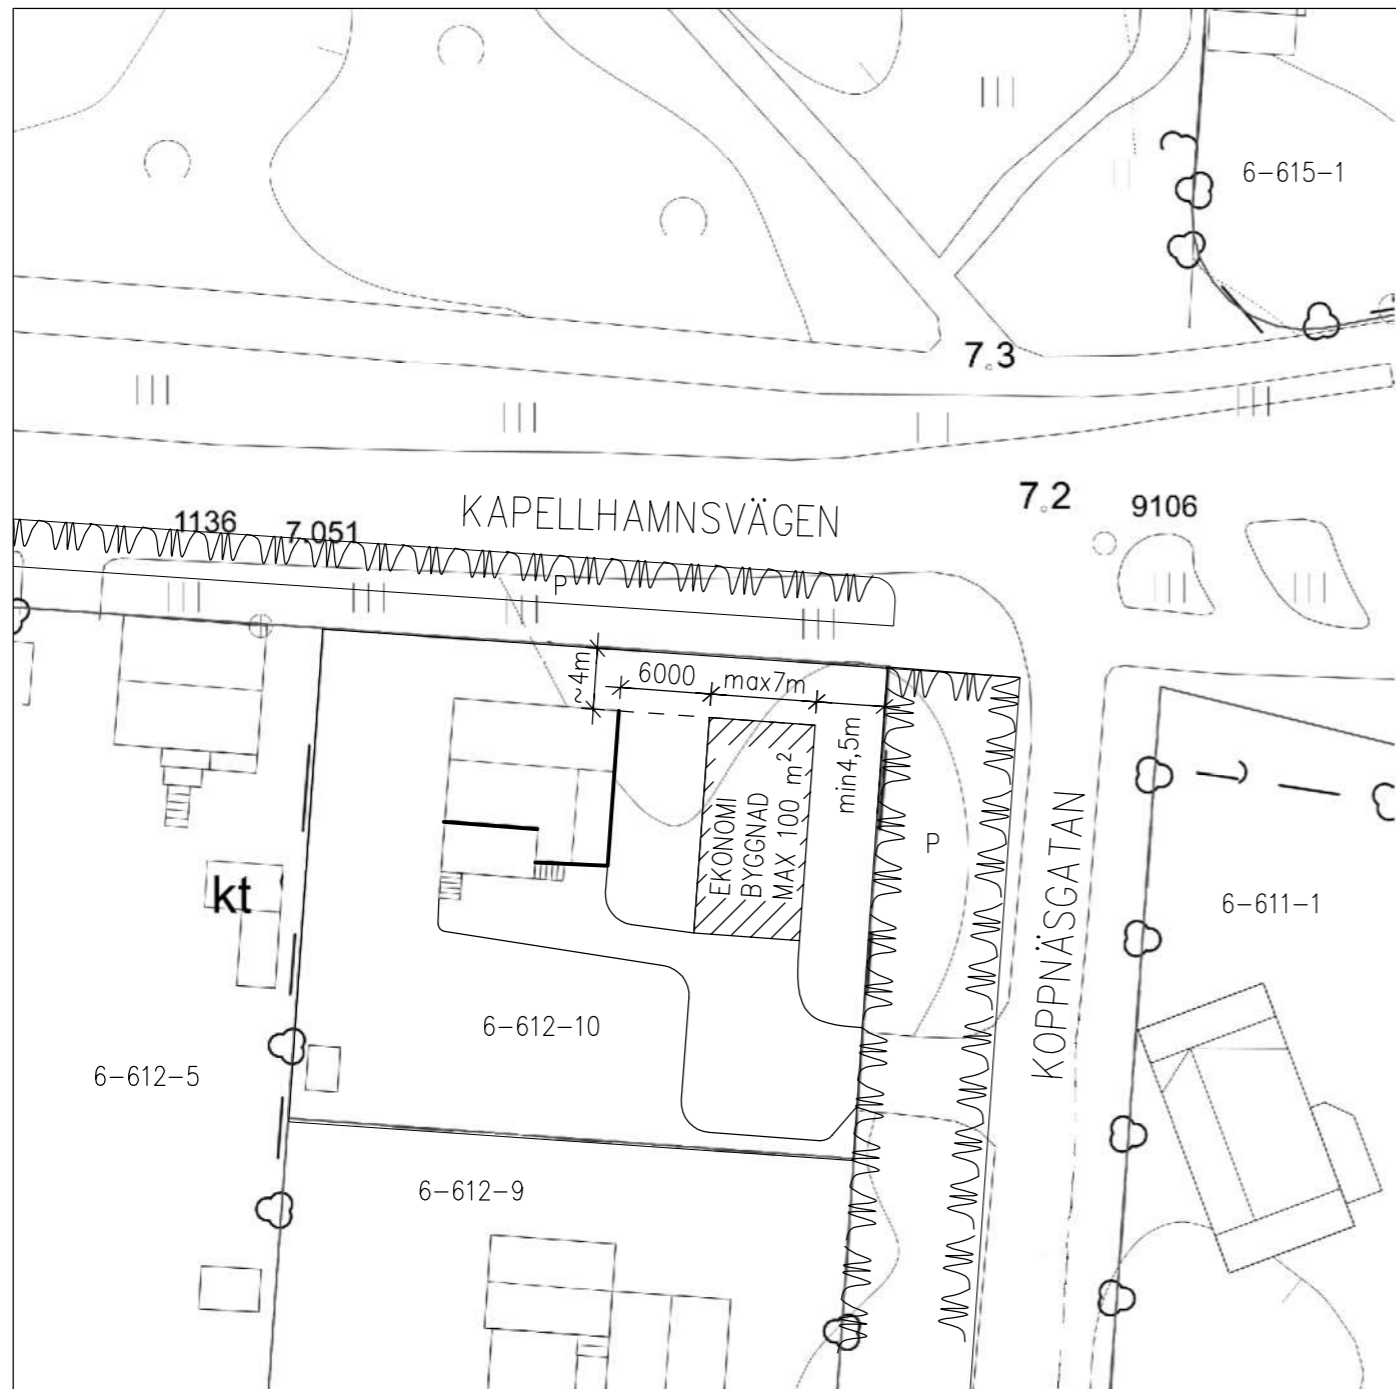 6-615-1
7.3
7.2
9106
KAPELLHAMNSVÄGEN
1136
7.051
P
~4m
6000
max7m
min4,5m
EKONOMI
BYGGNAD
MAX 100 m²
P
KOPPNÄSGATAN
kt
6-611-1
6-612-10
6-612-5
6-612-9